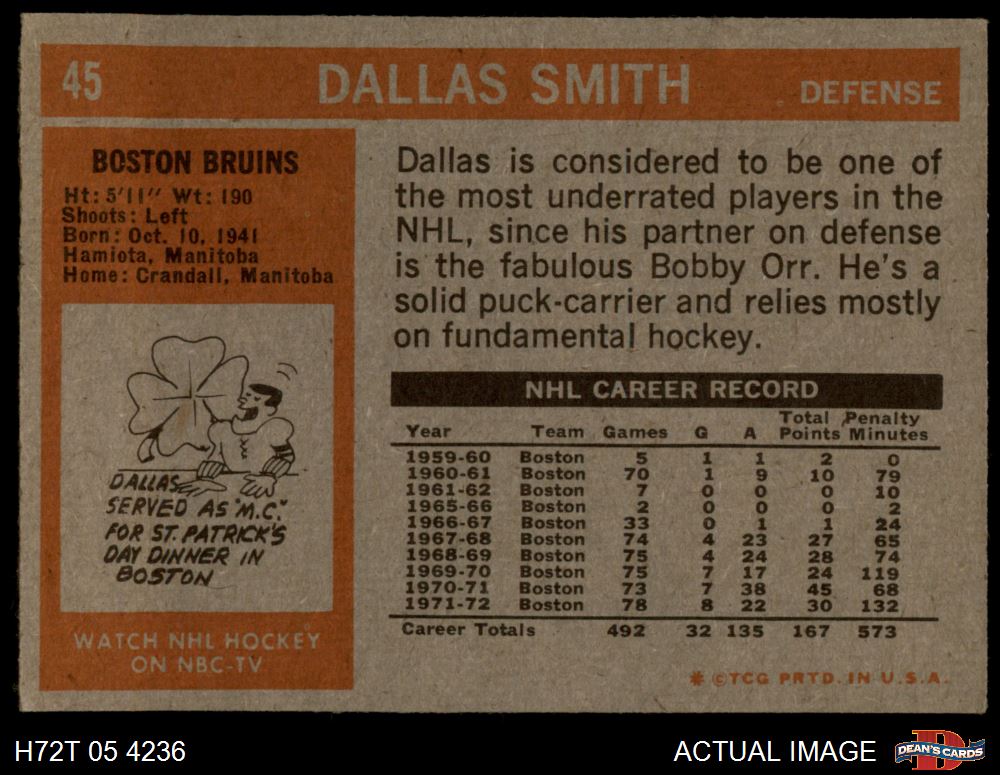 45 DALLAS SMITH DEFENSE
BOSTON BRUINS
Ht: 5'11" Wt: 190
Shoots: Left
Born: Oct. 10, 1941
Hamiota, Manitoba
Home: Crandall, Manitoba
DALLAS
SERVED AS "M.C."
FOR ST. PATRICK'S
DAY DINNER IN
BOSTON
WATCH NHL HOCKEY
ON NBC-TV
Dallas is considered to be one of
the most underrated players in the
NHL, since his partner on defense
is the fabulous Bobby Orr. He's a
solid puck-carrier and relies mostly
on fundamental hockey.
NHL CAREER RECORD
Year Team Games G A Total Points Penalty Minutes
1959-60 Boston 5 1 1 2 0
1960-61 Boston 70 1 9 10 79
1961-62 Boston 7 0 0 0 10
1965-66 Boston 2 0 0 0 2
1966-67 Boston 33 0 1 1 24
1967-68 Boston 74 4 23 27 65
1968-69 Boston 75 4 24 28 74
1969-70 Boston 75 7 17 24 119
1970-71 Boston 73 7 38 45 68
1971-72 Boston 78 8 22 30 132
Career Totals 492 32 135 167 573
* ©TCG PRTD. IN U.S.A.
H72T 05 4236 ACTUAL IMAGE DEAN'S CARDS